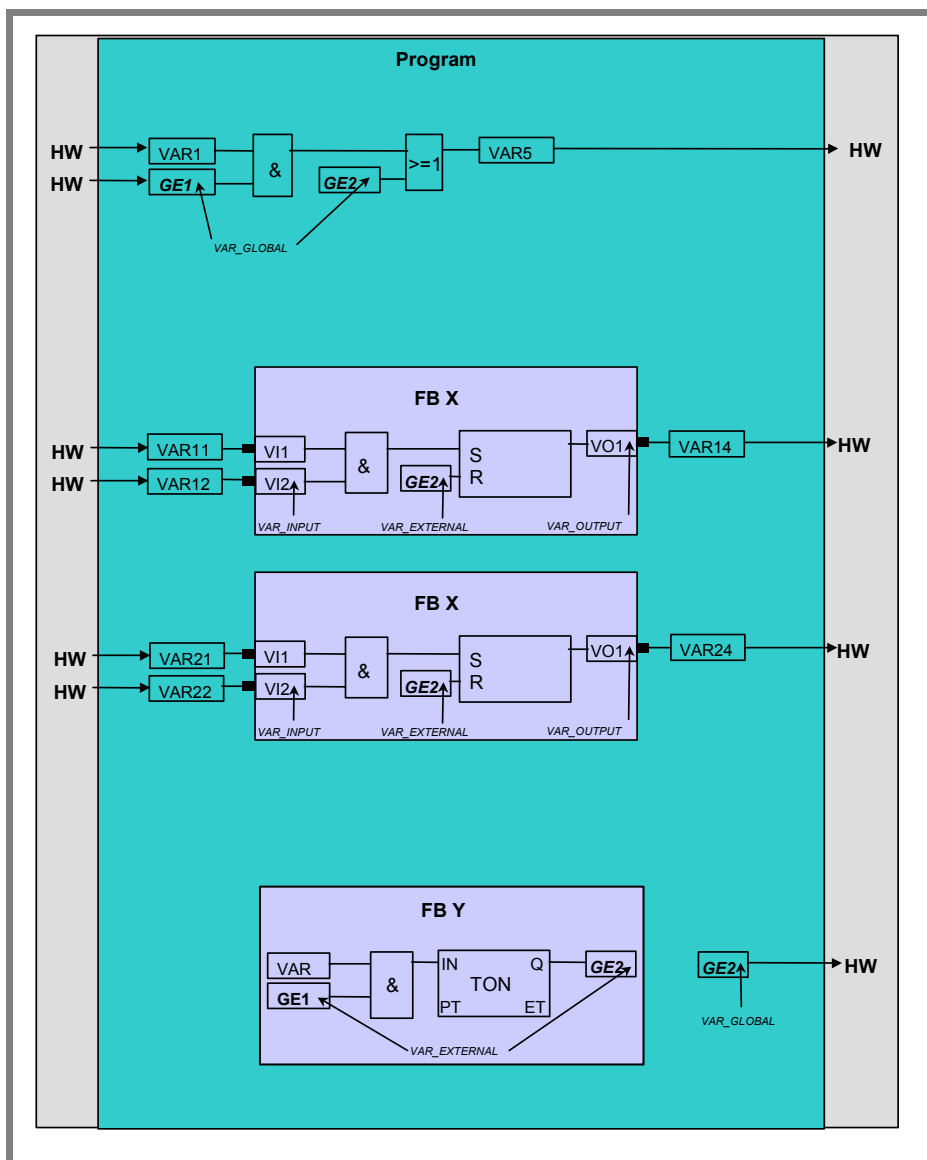 Program
HW VAR1 >=1 VAR5 HW
HW GE1 & GE2
VAR_GLOBAL
FB X
HW VAR11 VI1 S VO1 VAR14 HW
HW VAR12 VI2 & GE2 R
VAR_INPUT VAR_EXTERNAL VAR_OUTPUT
FB X
HW VAR21 VI1 S VO1 VAR24 HW
HW VAR22 VI2 & GE2 R
VAR_INPUT VAR_EXTERNAL VAR_OUTPUT
FB Y
VAR IN Q GE2 GE2 HW
GE1 & TON
PT ET
VAR_GLOBAL
VAR_EXTERNAL